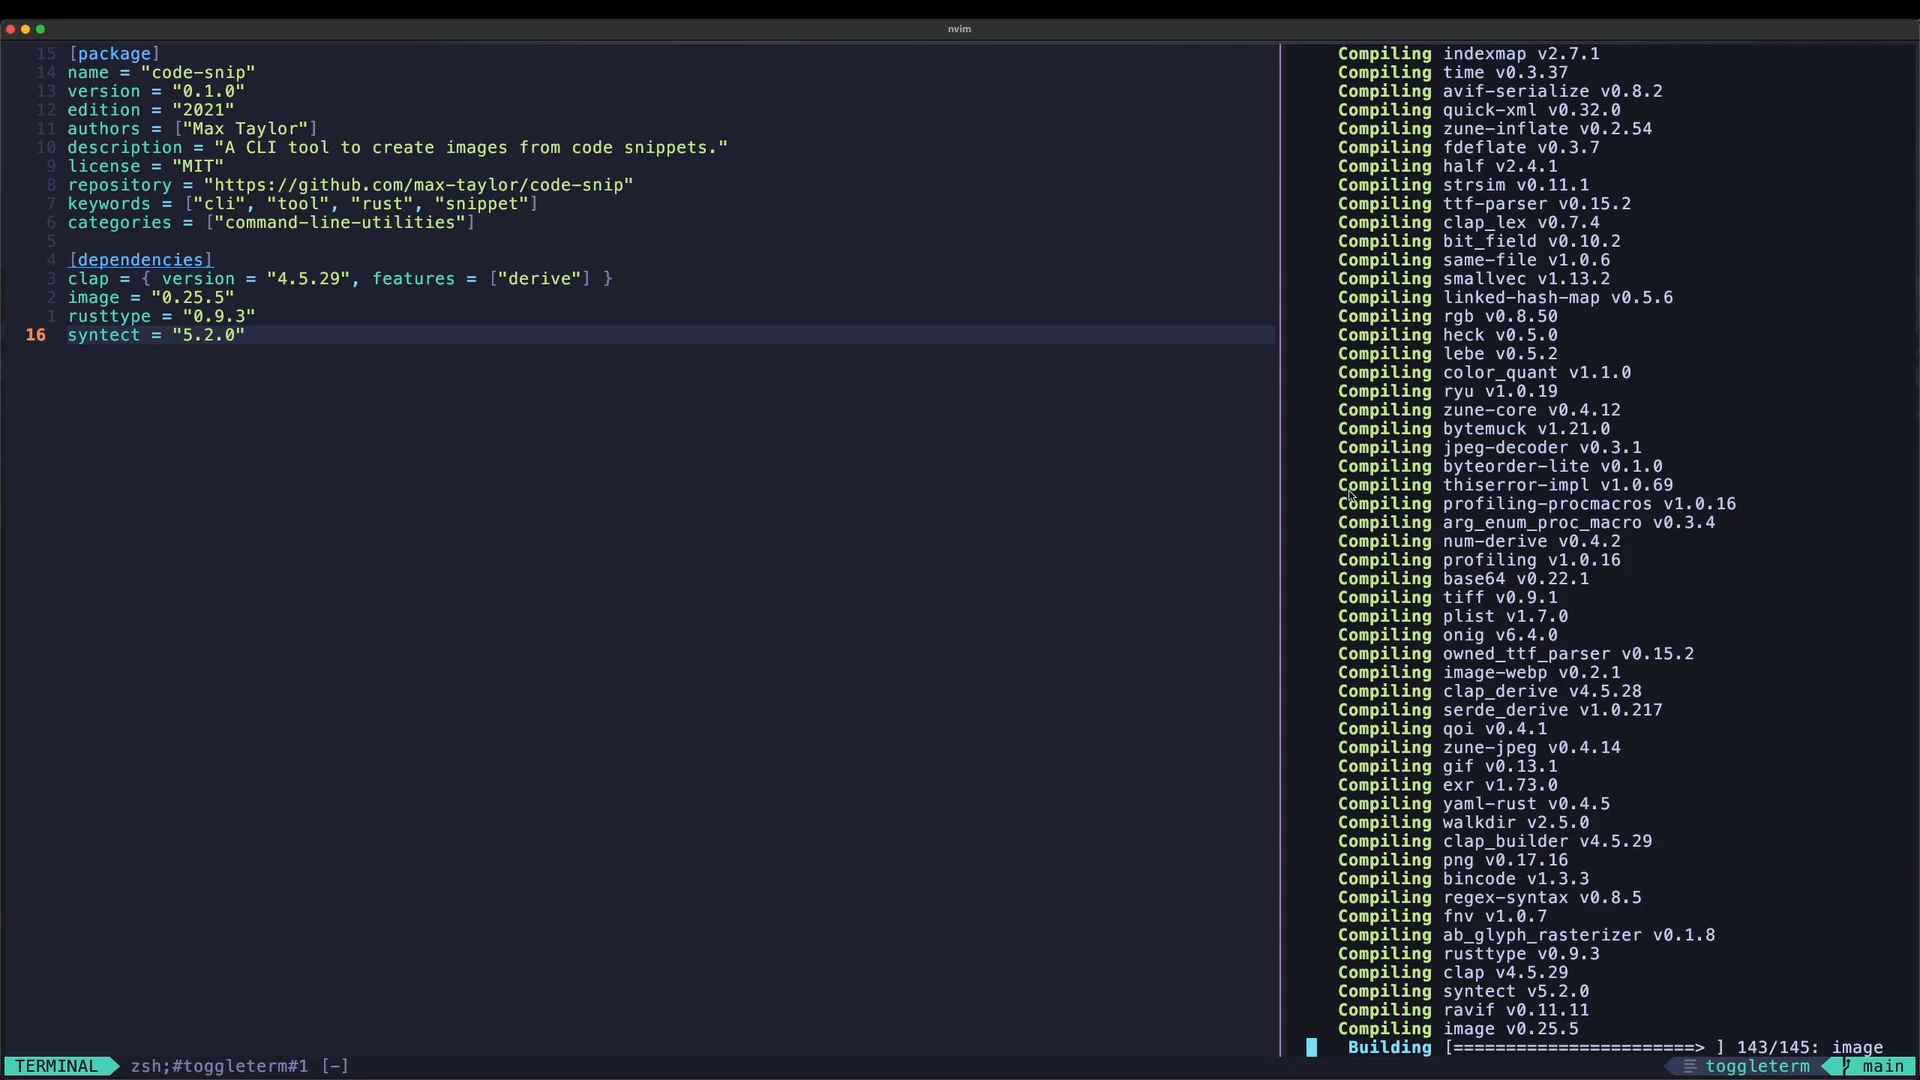 nvim
15 [package]
14 name = "code-snip"
13 version = "0.1.0"
12 edition = "2021"
11 authors = ["Max Taylor"]
10 description = "A CLI tool to create images from code snippets."
9 license = "MIT"
8 repository = "https://github.com/max-taylor/code-snip"
7 keywords = ["cli", "tool", "rust", "snippet"]
6 categories = ["command-line-utilities"]
5
4 [dependencies]
3 clap = { version = "4.5.29", features = ["derive"] }
2 image = "0.25.5"
1 rusttype = "0.9.3"
16 syntect = "5.2.0"
Compiling indexmap v2.7.1
Compiling time v0.3.37
Compiling avif-serialize v0.8.2
Compiling quick-xml v0.32.0
Compiling zune-inflate v0.2.54
Compiling fdeflate v0.3.7
Compiling half v2.4.1
Compiling strsim v0.11.1
Compiling ttf-parser v0.15.2
Compiling clap_lex v0.7.4
Compiling bit_field v0.10.2
Compiling same-file v1.0.6
Compiling smallvec v1.13.2
Compiling linked-hash-map v0.5.6
Compiling rgb v0.8.50
Compiling heck v0.5.0
Compiling lebe v0.5.2
Compiling color_quant v1.1.0
Compiling ryu v1.0.19
Compiling zune-core v0.4.12
Compiling bytemuck v1.21.0
Compiling jpeg-decoder v0.3.1
Compiling byteorder-lite v0.1.0
Compiling thiserror-impl v1.0.69
Compiling profiling-procmacros v1.0.16
Compiling arg_enum_proc_macro v0.3.4
Compiling num-derive v0.4.2
Compiling profiling v1.0.16
Compiling base64 v0.22.1
Compiling tiff v0.9.1
Compiling plist v1.7.0
Compiling onig v6.4.0
Compiling owned_ttf_parser v0.15.2
Compiling image-webp v0.2.1
Compiling clap_derive v4.5.28
Compiling serde_derive v1.0.217
Compiling qoi v0.4.1
Compiling zune-jpeg v0.4.14
Compiling gif v0.13.1
Compiling exr v1.73.0
Compiling yaml-rust v0.4.5
Compiling walkdir v2.5.0
Compiling clap_builder v4.5.29
Compiling png v0.17.16
Compiling bincode v1.3.3
Compiling regex-syntax v0.8.5
Compiling fnv v1.0.7
Compiling ab_glyph_rasterizer v0.1.8
Compiling rusttype v0.9.3
Compiling clap v4.5.29
Compiling syntect v5.2.0
Compiling ravif v0.11.11
Compiling image v0.25.5
Building [=======================> ] 143/145: image
TERMINAL zsh;#toggleterm#1 [-] toggleterm main